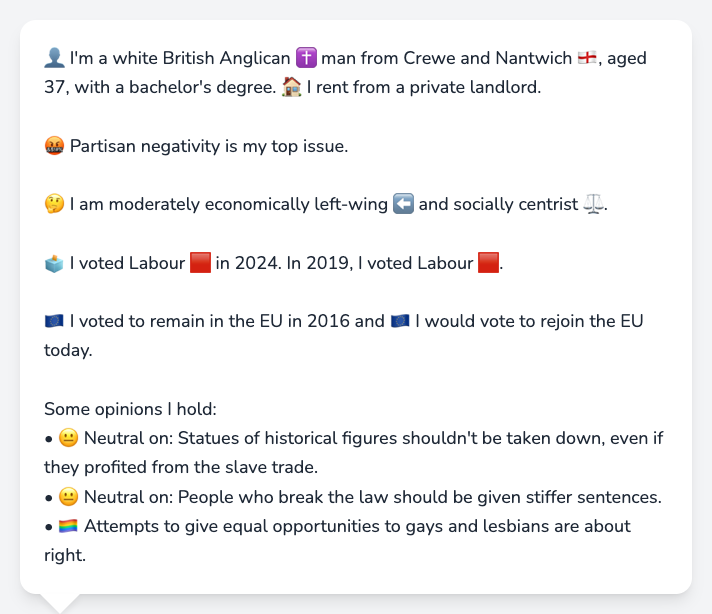 👤 I'm a white British Anglican ✝️ man from Crewe and Nantwich 🏴󠁧󠁢󠁥󠁮󠁧󠁿, aged
37, with a bachelor's degree. 🏠 I rent from a private landlord.
🤬 Partisan negativity is my top issue.
🤔 I am moderately economically left-wing ⬅️ and socially centrist ⚖️.
🗳️ I voted Labour 🟥 in 2024. In 2019, I voted Labour 🟥.
🇪🇺 I voted to remain in the EU in 2016 and 🇪🇺 I would vote to rejoin the EU
today.
Some opinions I hold:
• 😐 Neutral on: Statues of historical figures shouldn't be taken down, even if
they profited from the slave trade.
• 😐 Neutral on: People who break the law should be given stiffer sentences.
• 🏳️‍🌈 Attempts to give equal opportunities to gays and lesbians are about
right.